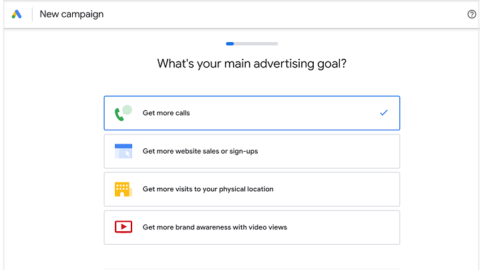 New campaign
What's your main advertising goal?
Get more calls
Get more website sales or sign-ups
Get more visits to your physical location
Get more brand awareness with video views